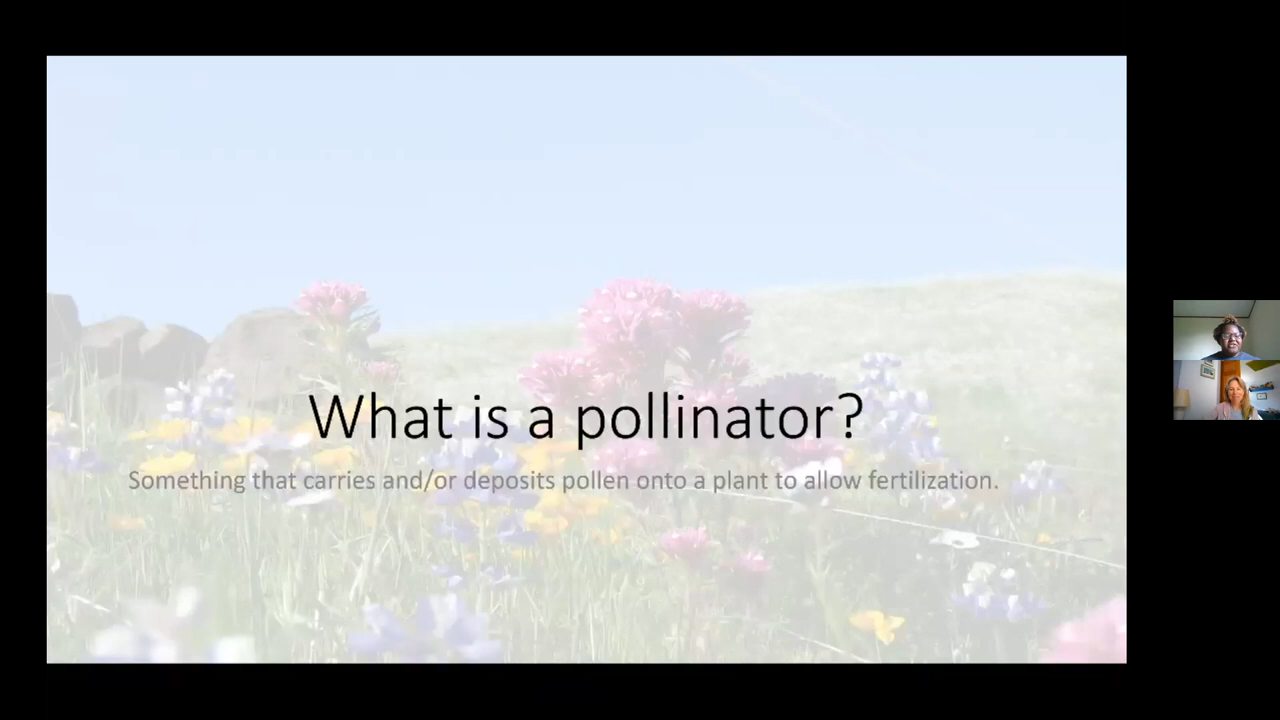 What is a pollinator?
Something that carries and/or deposits pollen onto a plant to allow fertilization.